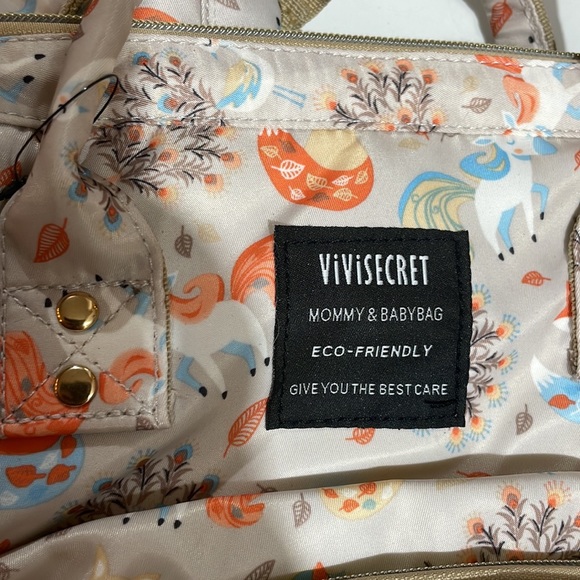 ViViSECRET
MOMMY & BABYBAG
ECO-FRIENDLY
GIVE YOU THE BEST CARE